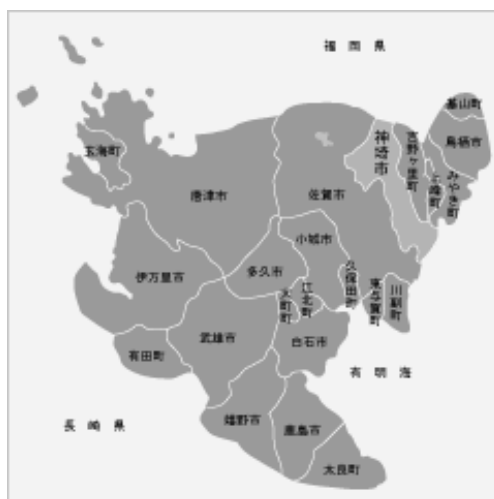 福岡県
基山町
鳥栖市
神埼市
吉野ヶ里町
上峰町
みやき町
玄海町
唐津市
佐賀市
小城市
伊万里市
多久市
久保田町
東与賀町
川副町
大町町
江北町
武雄市
白石市
有田町
有明海
長崎県
嬉野市
鹿島市
太良町